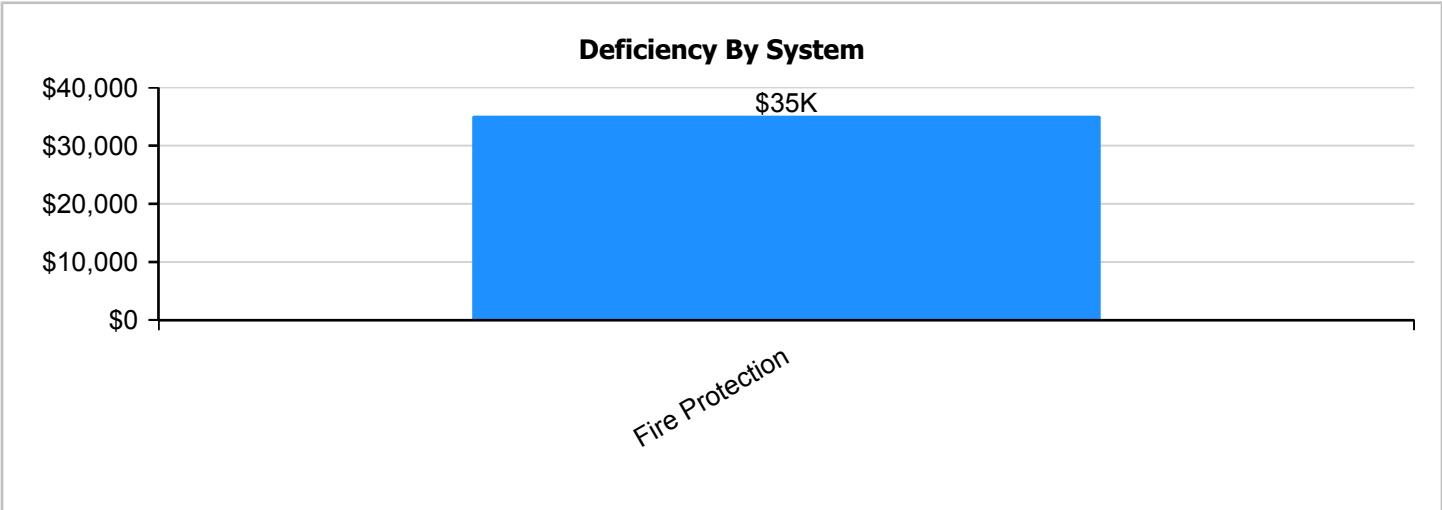 Deficiency By System
$40,000
$35K
$30,000
$20,000
$10,000
$0
Fire Protection